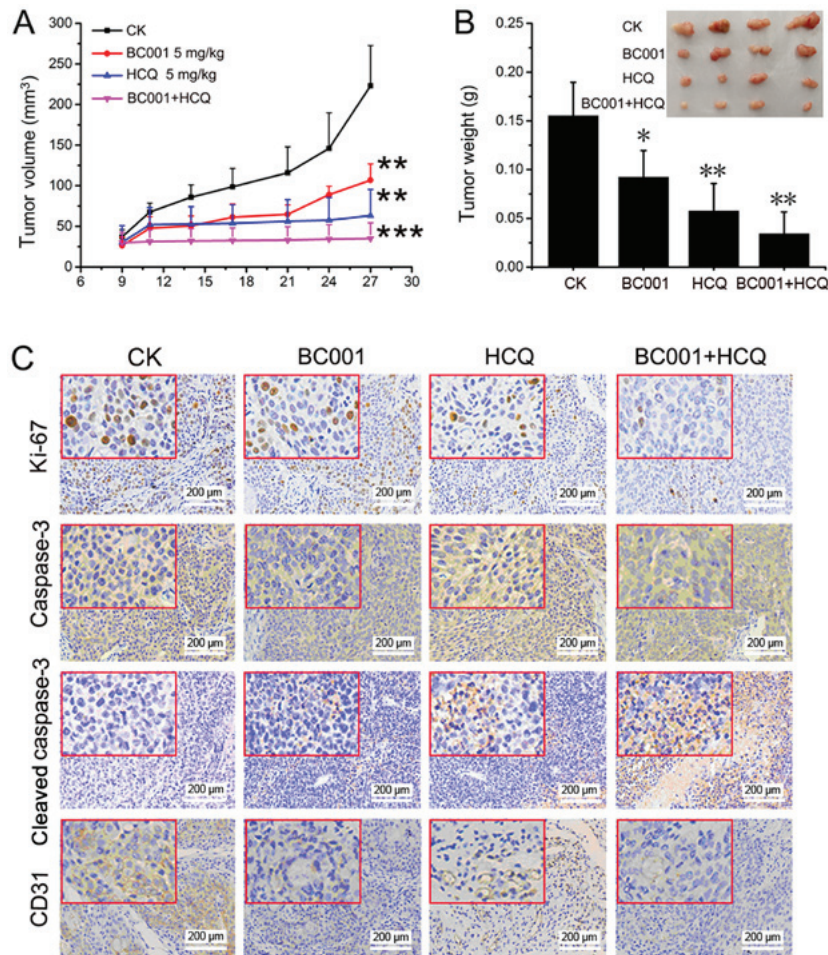 A
Tumor volume (mm³)
300
250
200
150
100
50
0
CK
BC001 5 mg/kg
HCQ 5 mg/kg
BC001+HCQ
**
**
***
6 9 12 15 18 21 24 27 30
B
Tumor weight (g)
0.25
0.20
0.15
0.10
0.05
0.00
CK
BC001
HCQ
BC001+HCQ
*
**
**
CK BC001 HCQ BC001+HCQ
C
CK BC001 HCQ BC001+HCQ
Ki-67
200 µm 200 µm 200 µm 200 µm
Caspase-3
200 µm 200 µm 200 µm 200 µm
Cleaved caspase-3
200 µm 200 µm 200 µm 200 µm
CD31
200 µm 200 µm 200 µm 200 µm